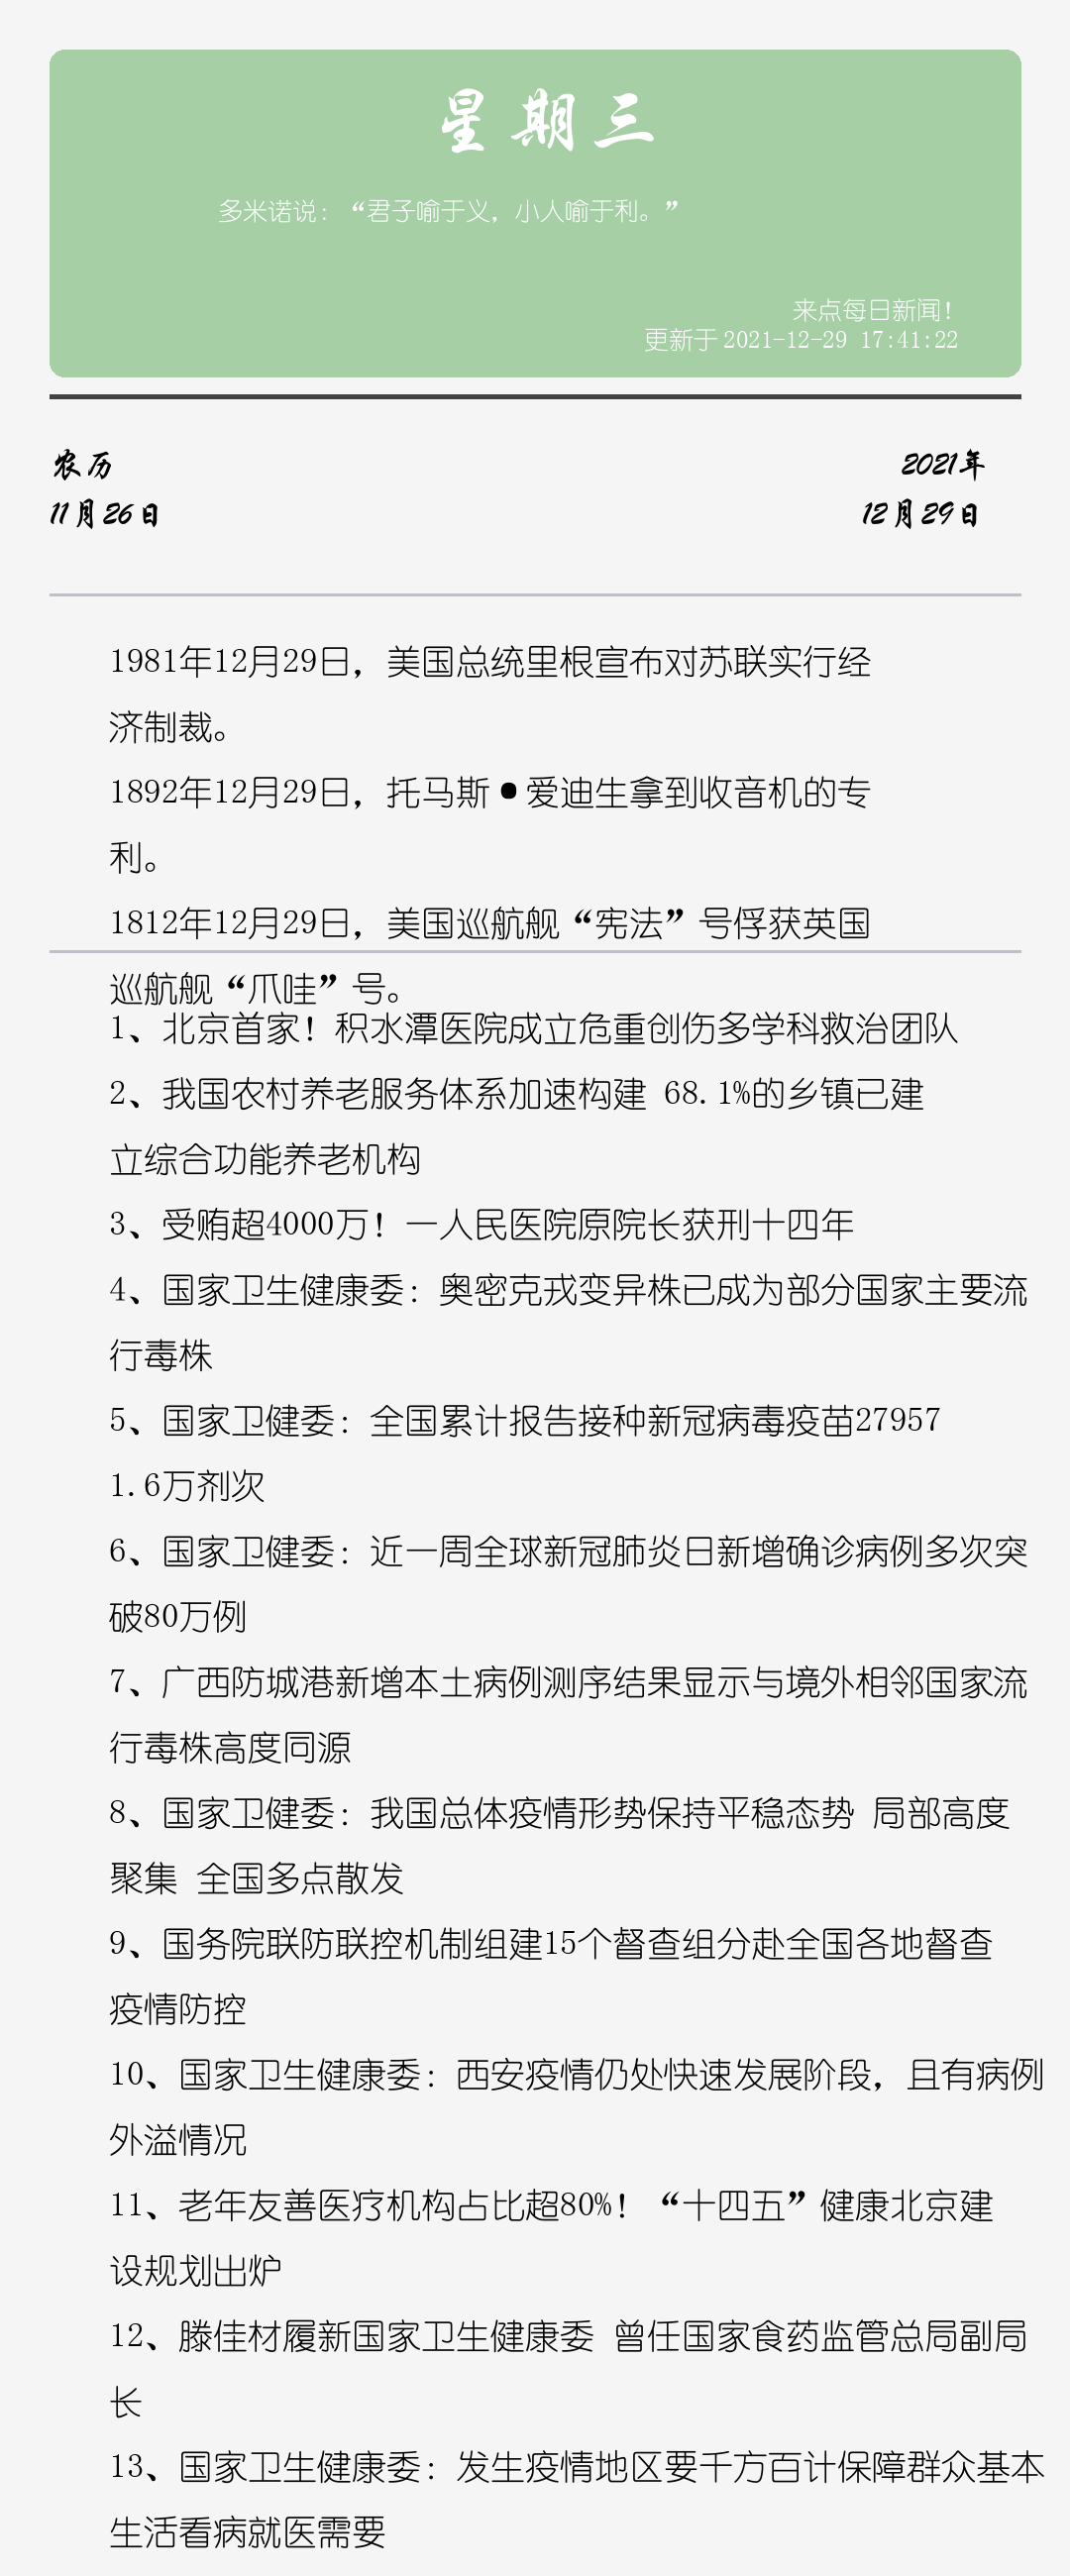 星期三
多米诺说：“君子喻于义，小人喻于利。”
来点每日新闻！
更新于2021-12-29 17:41:22
农历
11月26日
2021年
12月29日
1981年12月29日，美国总统里根宣布对苏联实行经
济制裁。
1892年12月29日，托马斯•爱迪生拿到收音机的专
利。
1812年12月29日，美国巡航舰“宪法”号俘获英国
巡航舰“爪哇”号。
1、北京首家！积水潭医院成立危重创伤多学科救治团队
2、我国农村养老服务体系加速构建 68.1%的乡镇已建
立综合功能养老机构
3、受贿超4000万！一人民医院原院长获刑十四年
4、国家卫生健康委：奥密克戎变异株已成为部分国家主要流
行毒株
5、国家卫健委：全国累计报告接种新冠病毒疫苗27957
1.6万剂次
6、国家卫健委：近一周全球新冠肺炎日新增确诊病例多次突
破80万例
7、广西防城港新增本土病例测序结果显示与境外相邻国家流
行毒株高度同源
8、国家卫健委：我国总体疫情形势保持平稳态势 局部高度
聚集 全国多点散发
9、国务院联防联控机制组建15个督查组分赴全国各地督查
疫情防控
10、国家卫生健康委：西安疫情仍处快速发展阶段，且有病例
外溢情况
11、老年友善医疗机构占比超80%！“十四五”健康北京建
设规划出炉
12、滕佳材履新国家卫生健康委 曾任国家食药监管总局副局
长
13、国家卫生健康委：发生疫情地区要千方百计保障群众基本
生活看病就医需要